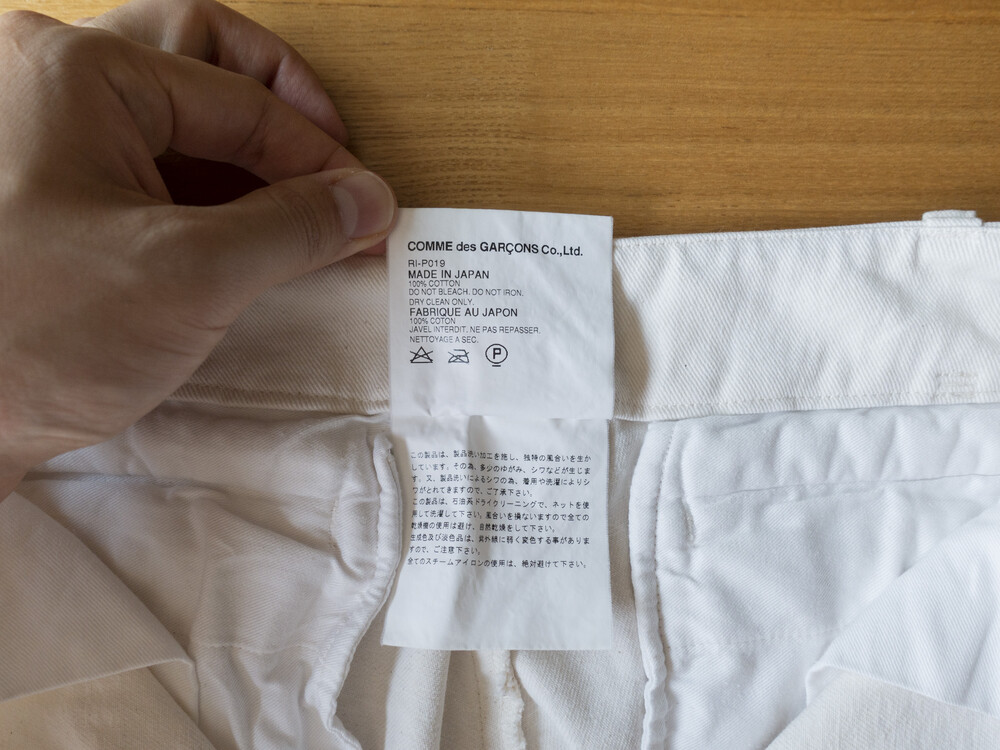 COMME des GARÇONS Co.,Ltd.
RI-P019
MADE IN JAPAN
100% COTTON
DO NOT BLEACH. DO NOT IRON.
DRY CLEAN ONLY.
FABRIQUE AU JAPON
100% COTON
JAVEL INTERDIT. NE PAS REPASSER.
NETTOYAGE A SEC.
P
この製品は、製品洗い加工を施し、独特の風合いを生か
しています。その為、多少のゆがみ、シワなどが生じま
す。又、製品洗いによるシワの為、着用や洗濯によりシ
ワがとれてきますので、ご了承下さい。
この製品は、石油系ドライクリーニングで、ネットを使
用して洗濯して下さい。風合いを損ないますので全ての
乾燥機の使用は避け、自然乾燥をして下さい。
生成色及び淡色品は、紫外線に弱く変色する事がありま
すので、ご注意下さい。
全てのスチームアイロンの使用は、絶対避けて下さい。